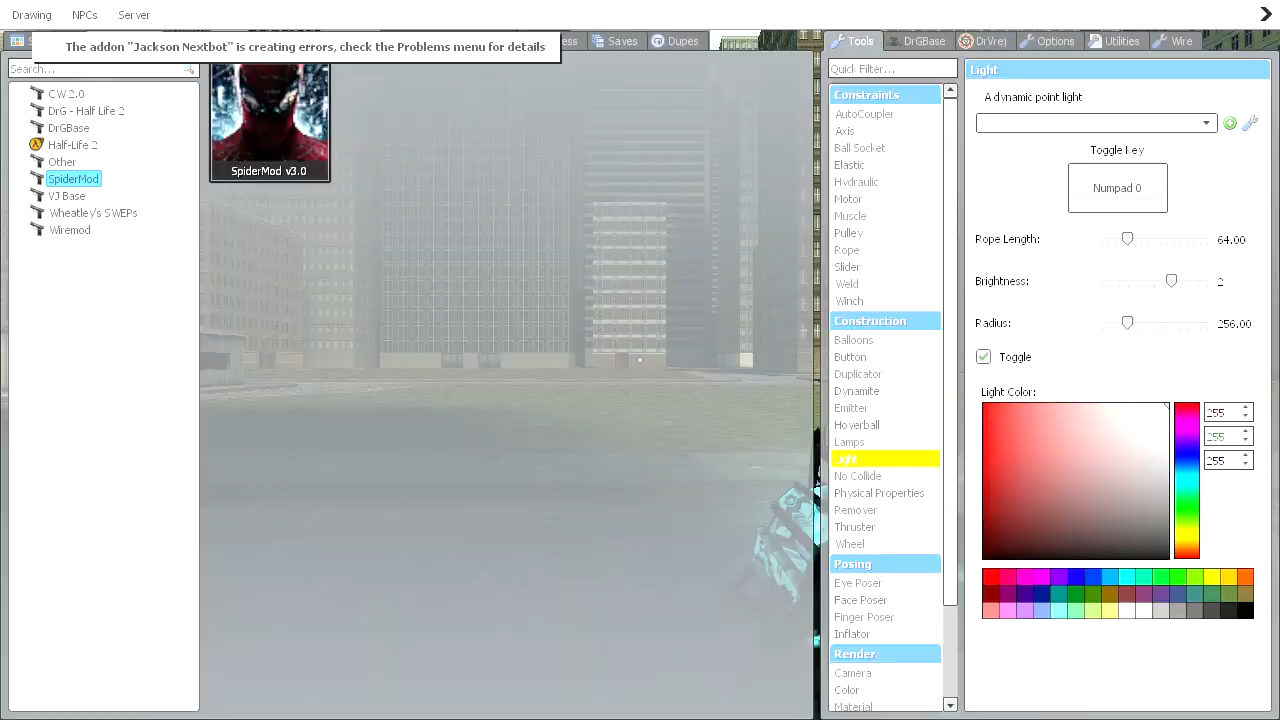 Drawing
NPCs
Server
The addon "Jackson Nextbot" is creating errors, check the Problems menu for details
Saves
Dupes
Search...
CW 2.0
DrG - Half Life 2
DrGBase
Half-Life 2
Other
SpiderMod
VJ Base
Wheatley's SWEPs
Wiremod
SpiderMod v3.0
Tools
DrGBase
DrVrej
Options
Utilities
Wire
Quick Filter...
Constraints
AutoCoupler
Axis
Ball Socket
Elastic
Hydraulic
Motor
Muscle
Pulley
Rope
Slider
Weld
Winch
Construction
Balloons
Button
Duplicator
Dynamite
Emitter
Hoverball
Lamps
Light
No Collide
Physical Properties
Remover
Thruster
Wheel
Posing
Eye Poser
Face Poser
Finger Poser
Inflator
Render
Camera
Color
Material
Light
A dynamic point light
Toggle Key
Numpad 0
Rope Length: 64.00
Brightness: 2
Radius: 256.00
Toggle
Light Color:
255
255
255